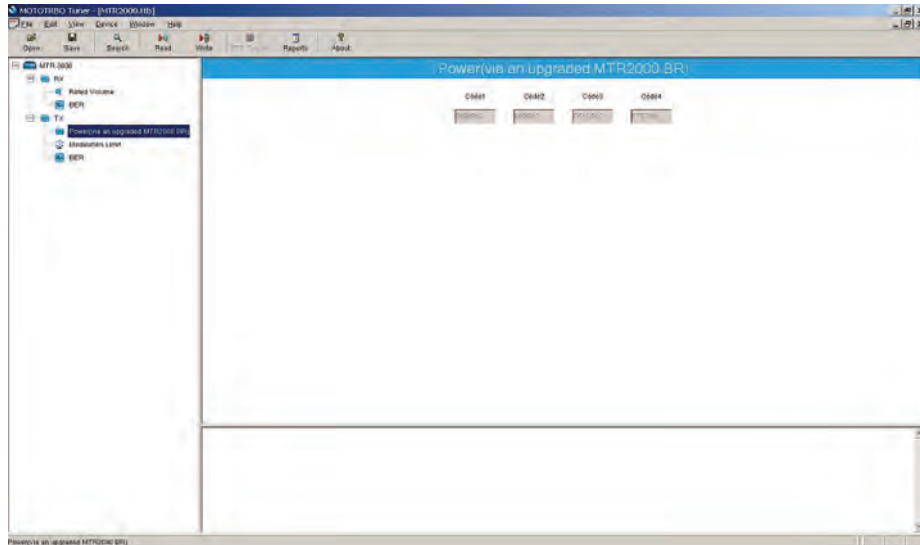 MOTOTRBO Tuner - [MTR2000.ftb]
File Edit View Device Window Help
Open Save Search Read Write Reports About
MTR 3000
RX
Rated Volume
BER
TX
Power(via an upgraded MTR2000 BR)
Modulation Limit
BER
Power(via an upgraded MTR2000 BR)
Code1 Code2 Code3 Code4
Power(via an upgraded MTR2000 BR)